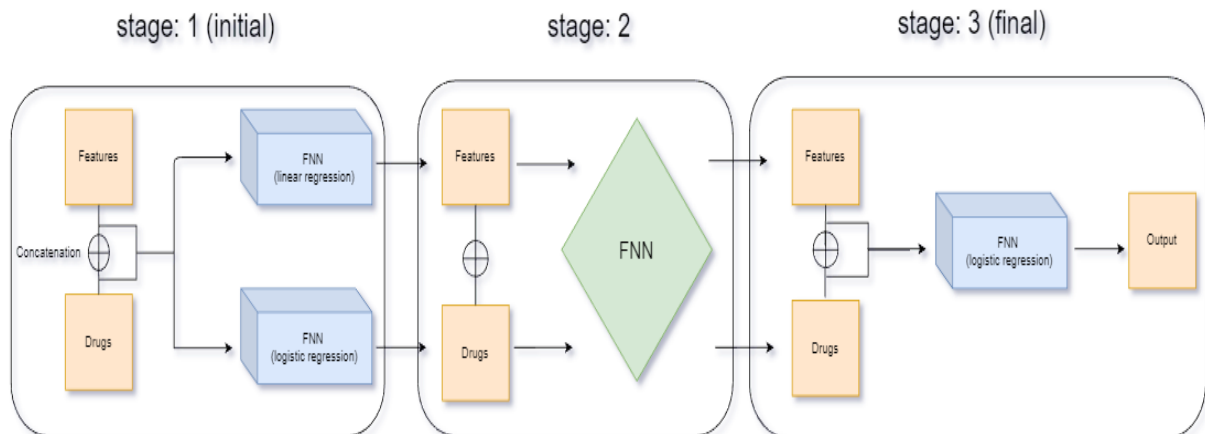 stage: 1 (initial)
stage: 2
stage: 3 (final)
Features
FNN
(linear regression)
Concatenation
Drugs
FNN
(logistic regression)
Features
FNN
Drugs
Features
FNN
(logistic regression)
Output
Drugs